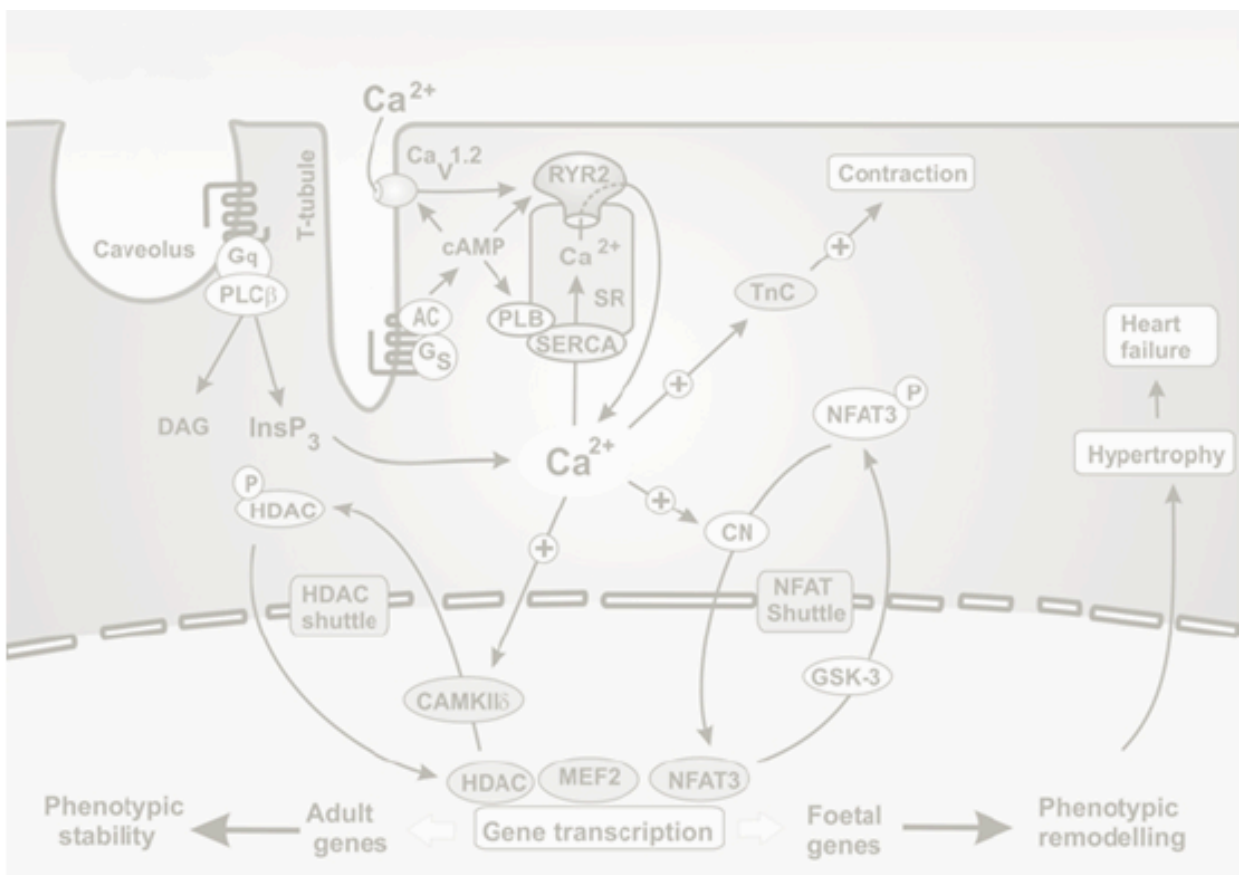 Ca2+
T-tubule
CaV1.2
RYR2
Contraction
Caveolus
Gq
cAMP
Ca2+
PLCβ
AC
PLB
SR
TnC
GS
SERCA
Heart
failure
DAG
InsP3
Ca2+
NFAT3
P
Hypertrophy
P
HDAC
CN
HDAC
shuttle
NFAT
Shuttle
GSK-3
CAMKIIδ
HDAC
MEF2
NFAT3
Phenotypic
stability
Adult
genes
Gene transcription
Foetal
genes
Phenotypic
remodelling
+
+
+
+